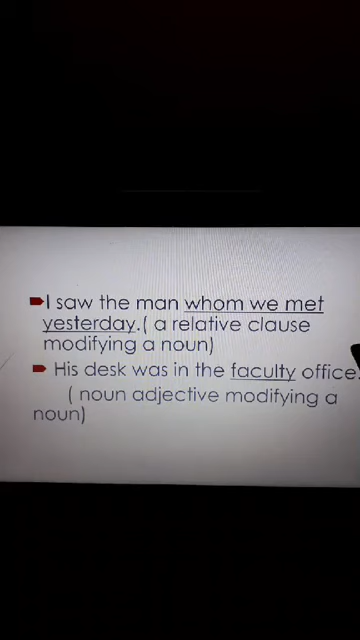 I saw the man whom we met
yesterday.( a relative clause
modifying a noun)
His desk was in the faculty office.
( noun adjective modifying a
noun)